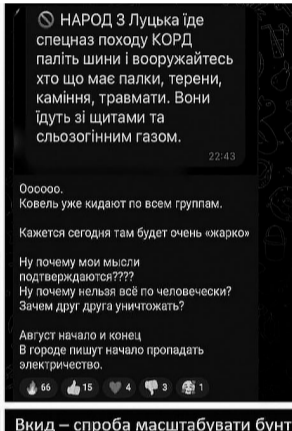 🚫 НАРОД З Луцька їде
спецназ походу КОРД
паліть шини і вооружайтесь
хто що має палки, терени,
каміння, травмати. Вони
їдуть зі щитами та
сльозогінним газом.
22:43
Оооооо.
Ковель уже кидают по всем группам.
Кажется сегодня там будет очень «жарко»
Ну почему мои мысли
подтверждаются????
Ну почему нельзя всё по человечески?
Зачем друг друга уничтожать?
Август начало и конец
В городе пишут начало пропадать
электричество.
🔥 66 👍 15 ❤ 4 👎 3 1
Вкид – спроба масштабувати бунт